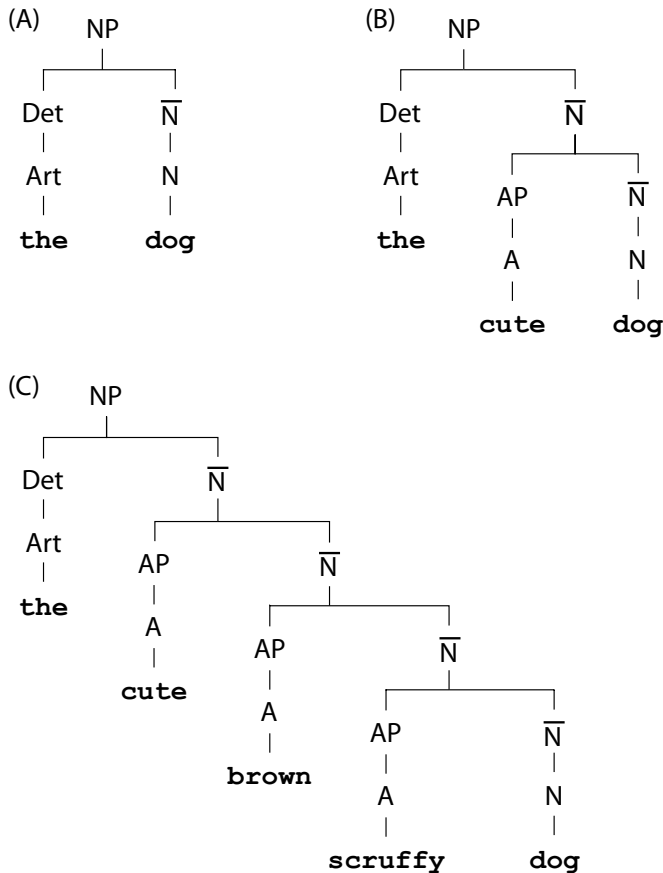 (A) (B)
NP NP
Det N̅ Det N̅
Art N Art AP N̅
the dog the A N
cute dog
(C)
NP
Det N̅
Art AP N̅
the A AP N̅
cute A AP N̅
brown A N
scruffy dog